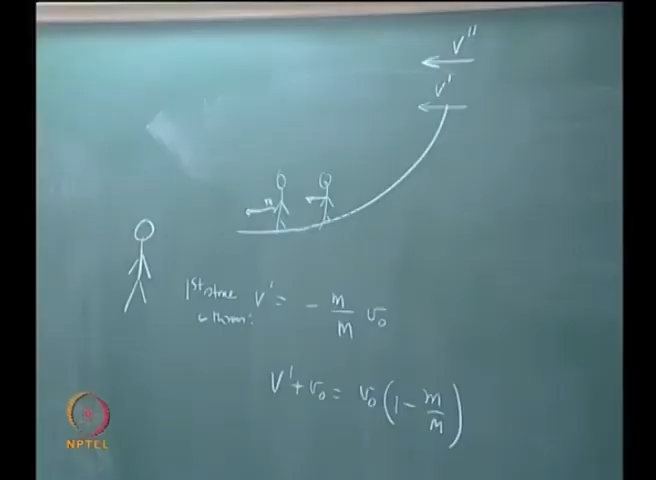 V''
V'
1st stone V' = - m/M v₀
thrown:
V' + v₀ = v₀ (1 - m/M)
NPTEL